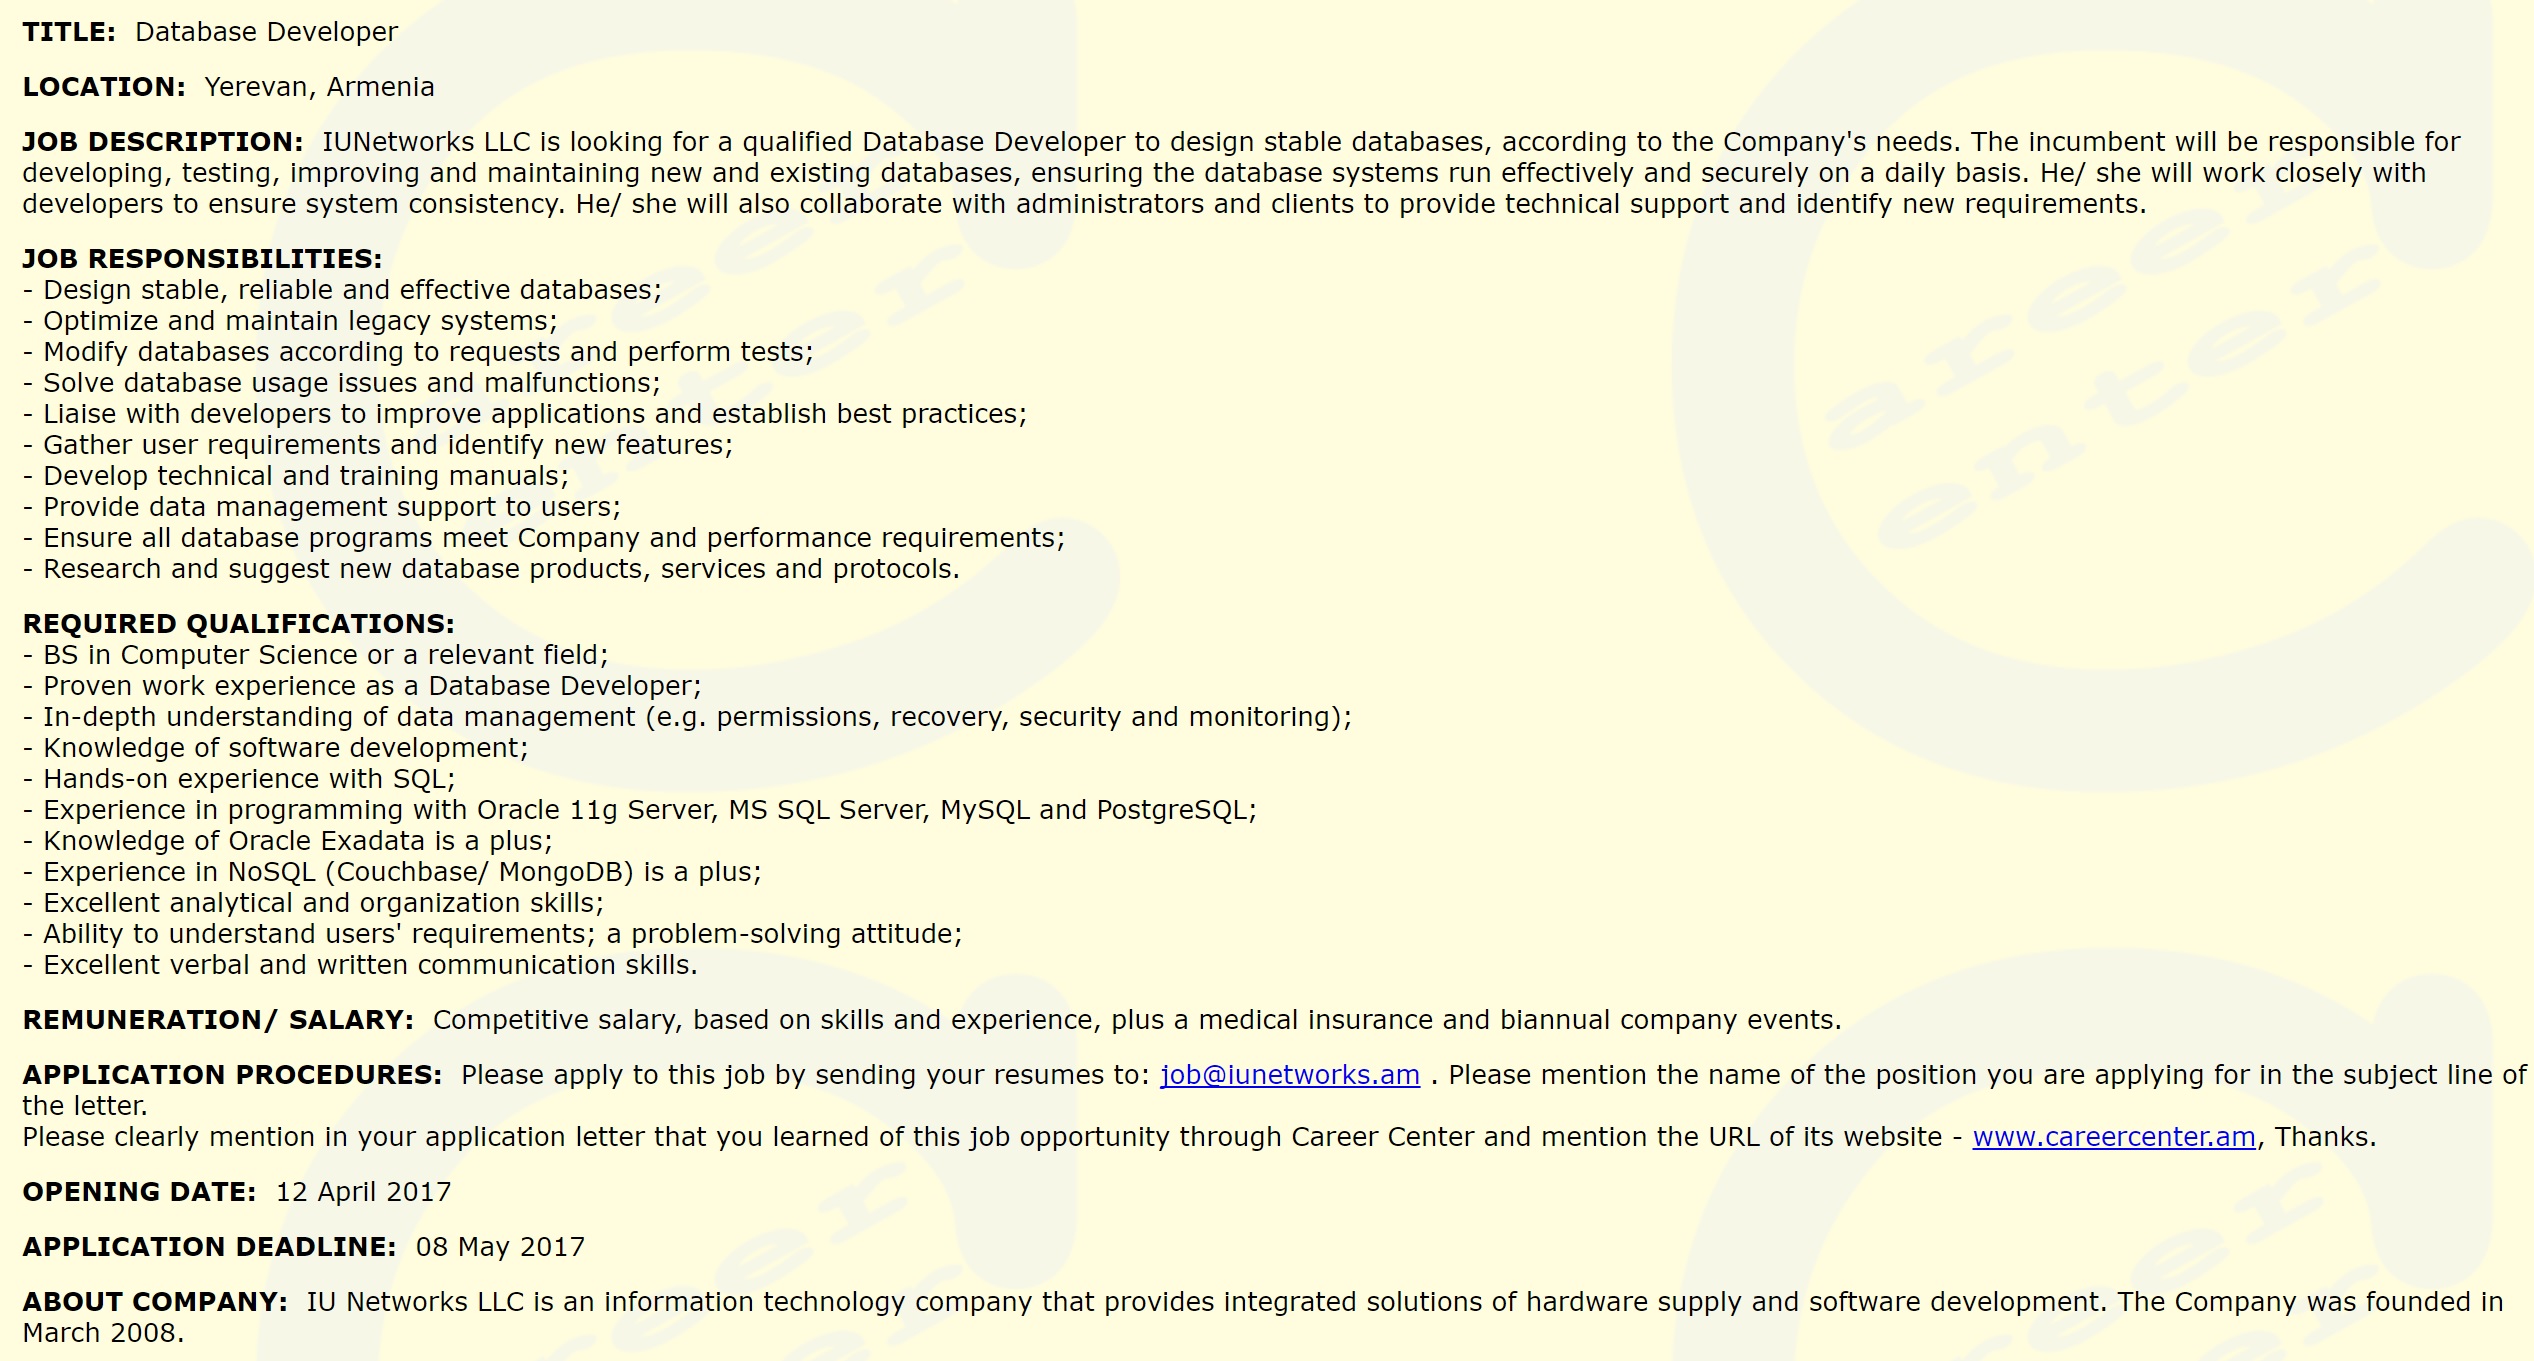 TITLE: Database Developer
LOCATION: Yerevan, Armenia
JOB DESCRIPTION: IUNetworks LLC is looking for a qualified Database Developer to design stable databases, according to the Company's needs. The incumbent will be responsible for
developing, testing, improving and maintaining new and existing databases, ensuring the database systems run effectively and securely on a daily basis. He/ she will work closely with
developers to ensure system consistency. He/ she will also collaborate with administrators and clients to provide technical support and identify new requirements.
JOB RESPONSIBILITIES:
- Design stable, reliable and effective databases;
- Optimize and maintain legacy systems;
- Modify databases according to requests and perform tests;
- Solve database usage issues and malfunctions;
- Liaise with developers to improve applications and establish best practices;
- Gather user requirements and identify new features;
- Develop technical and training manuals;
- Provide data management support to users;
- Ensure all database programs meet Company and performance requirements;
- Research and suggest new database products, services and protocols.
REQUIRED QUALIFICATIONS:
- BS in Computer Science or a relevant field;
- Proven work experience as a Database Developer;
- In-depth understanding of data management (e.g. permissions, recovery, security and monitoring);
- Knowledge of software development;
- Hands-on experience with SQL;
- Experience in programming with Oracle 11g Server, MS SQL Server, MySQL and PostgreSQL;
- Knowledge of Oracle Exadata is a plus;
- Experience in NoSQL (Couchbase/ MongoDB) is a plus;
- Excellent analytical and organization skills;
- Ability to understand users' requirements; a problem-solving attitude;
- Excellent verbal and written communication skills.
REMUNERATION/ SALARY: Competitive salary, based on skills and experience, plus a medical insurance and biannual company events.
APPLICATION PROCEDURES: Please apply to this job by sending your resumes to: job@iunetworks.am . Please mention the name of the position you are applying for in the subject line of
the letter.
Please clearly mention in your application letter that you learned of this job opportunity through Career Center and mention the URL of its website - www.careercenter.am, Thanks.
OPENING DATE: 12 April 2017
APPLICATION DEADLINE: 08 May 2017
ABOUT COMPANY: IU Networks LLC is an information technology company that provides integrated solutions of hardware supply and software development. The Company was founded in
March 2008.